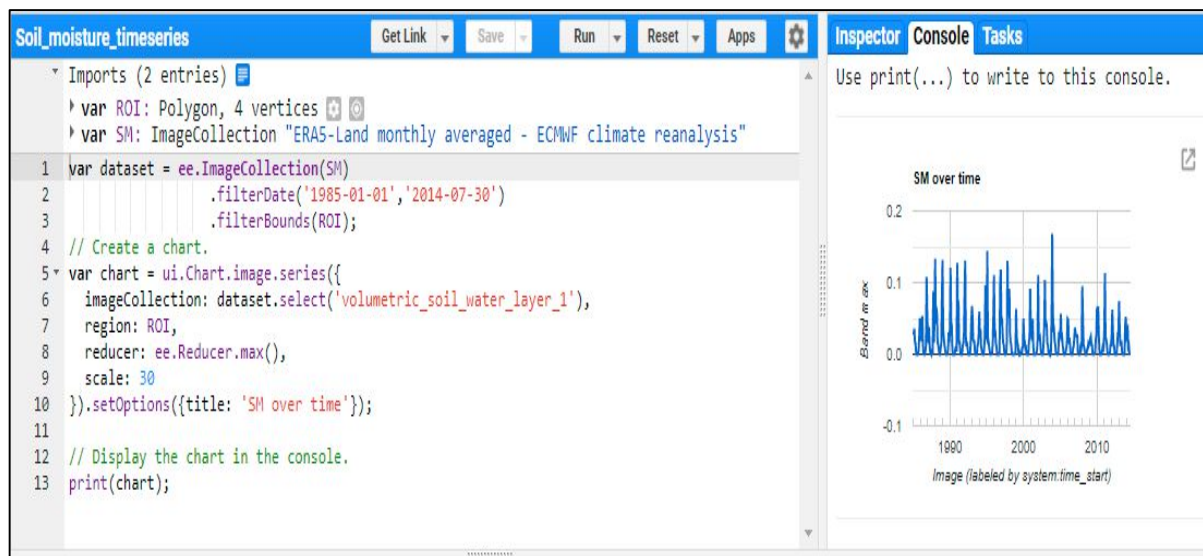 Soil_moisture_timeseries
Get Link
Save
Run
Reset
Apps
Inspector Console Tasks
Imports (2 entries)
var ROI: Polygon, 4 vertices
var SM: ImageCollection "ERA5-Land monthly averaged - ECMWF climate reanalysis"
1 var dataset = ee.ImageCollection(SM)
2 .filterDate('1985-01-01','2014-07-30')
3 .filterBounds(ROI);
4 // Create a chart.
5 var chart = ui.Chart.image.series({
6 imageCollection: dataset.select('volumetric_soil_water_layer_1'),
7 region: ROI,
8 reducer: ee.Reducer.max(),
9 scale: 30
10 }).setOptions({title: 'SM over time'});
11
12 // Display the chart in the console.
13 print(chart);
Use print(...) to write to this console.
SM over time
0.2
0.1
0.0
-0.1
Band max
1990 2000 2010
Image (labeled by system:time_start)